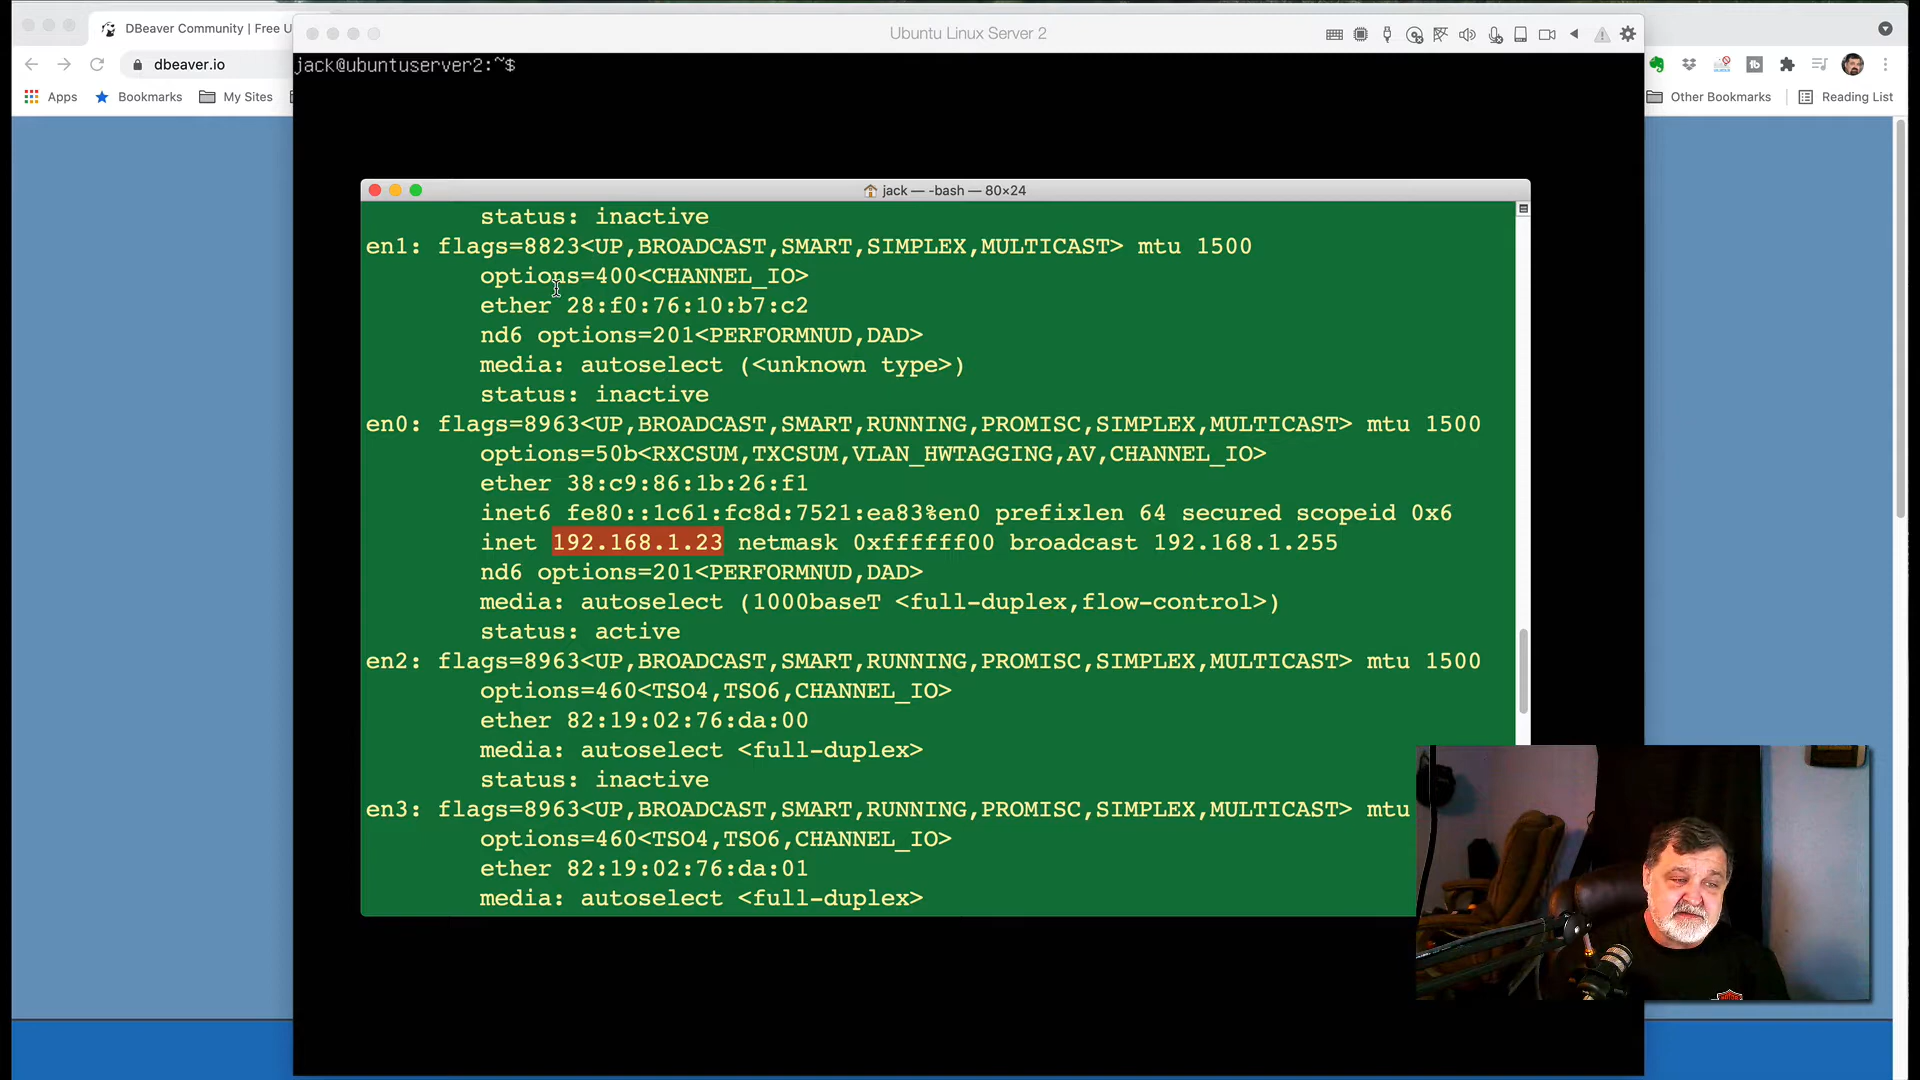 DBeaver Community | Free U
Ubuntu Linux Server 2
dbeaver.io
jack@ubuntuserver2:~$
Apps
Bookmarks
My Sites
Other Bookmarks
Reading List
jack — -bash — 80×24
status: inactive
en1: flags=8823<UP,BROADCAST,SMART,SIMPLEX,MULTICAST> mtu 1500
options=400<CHANNEL_IO>
ether 28:f0:76:10:b7:c2
nd6 options=201<PERFORMNUD,DAD>
media: autoselect (<unknown type>)
status: inactive
en0: flags=8963<UP,BROADCAST,SMART,RUNNING,PROMISC,SIMPLEX,MULTICAST> mtu 1500
options=50b<RXCSUM,TXCSUM,VLAN_HWTAGGING,AV,CHANNEL_IO>
ether 38:c9:86:1b:26:f1
inet6 fe80::1c61:fc8d:7521:ea83%en0 prefixlen 64 secured scopeid 0x6
inet 192.168.1.23 netmask 0xffffff00 broadcast 192.168.1.255
nd6 options=201<PERFORMNUD,DAD>
media: autoselect (1000baseT <full-duplex,flow-control>)
status: active
en2: flags=8963<UP,BROADCAST,SMART,RUNNING,PROMISC,SIMPLEX,MULTICAST> mtu 1500
options=460<TSO4,TSO6,CHANNEL_IO>
ether 82:19:02:76:da:00
media: autoselect <full-duplex>
status: inactive
en3: flags=8963<UP,BROADCAST,SMART,RUNNING,PROMISC,SIMPLEX,MULTICAST> mtu
options=460<TSO4,TSO6,CHANNEL_IO>
ether 82:19:02:76:da:01
media: autoselect <full-duplex>